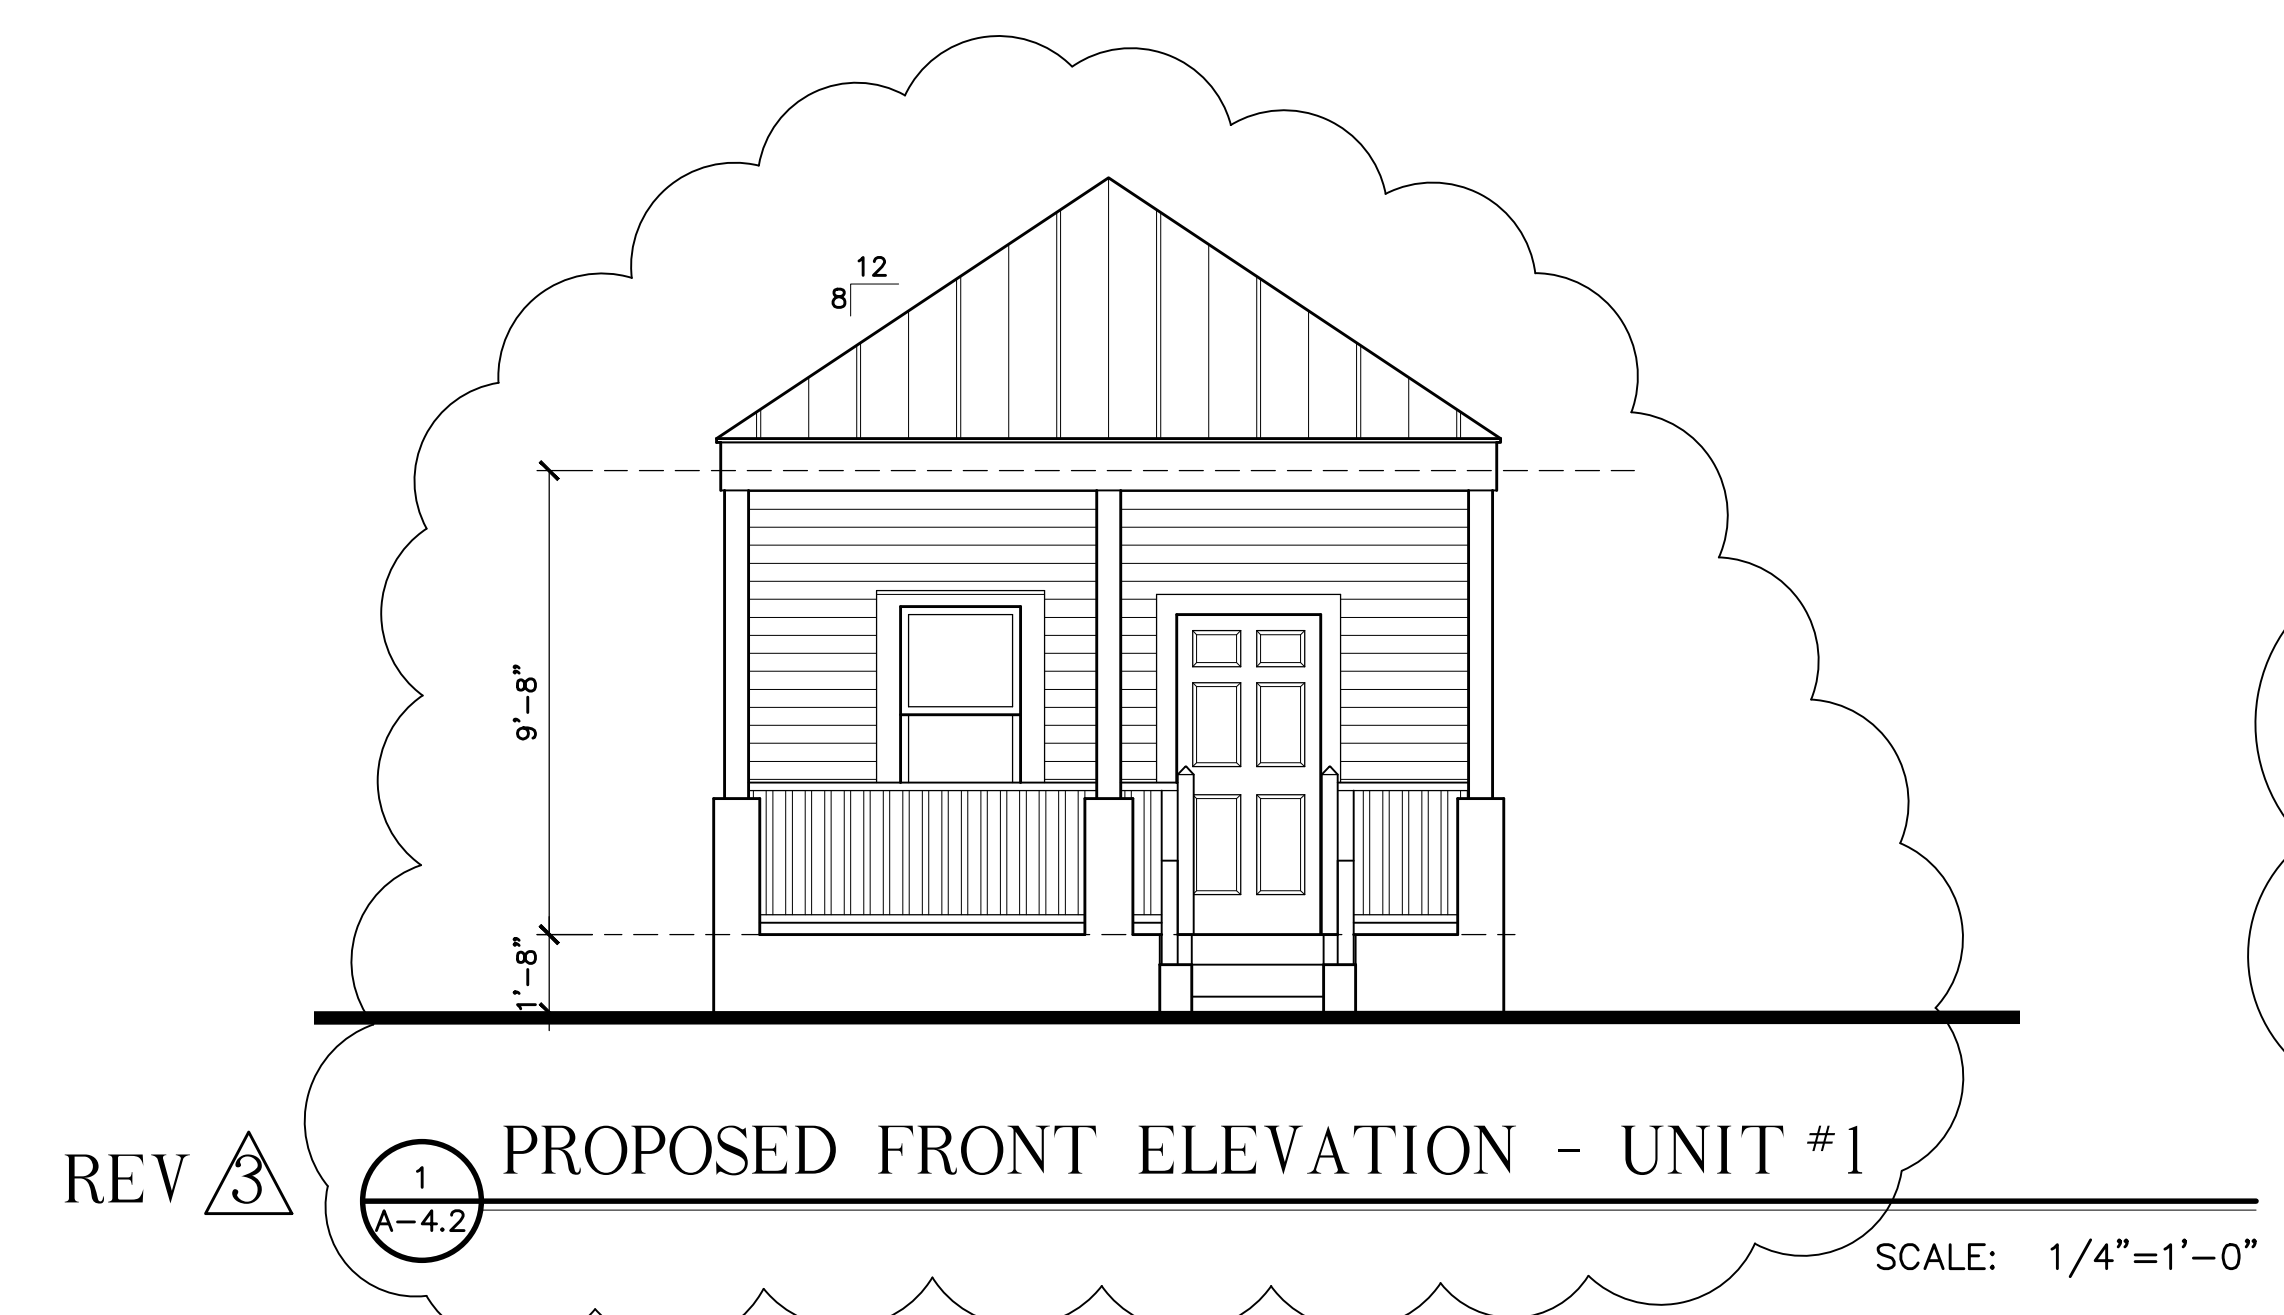 12
8
9'-8"
1'-8"
REV 3
1
A-4.2
PROPOSED FRONT ELEVATION - UNIT #1
SCALE: 1/4"=1'-0"